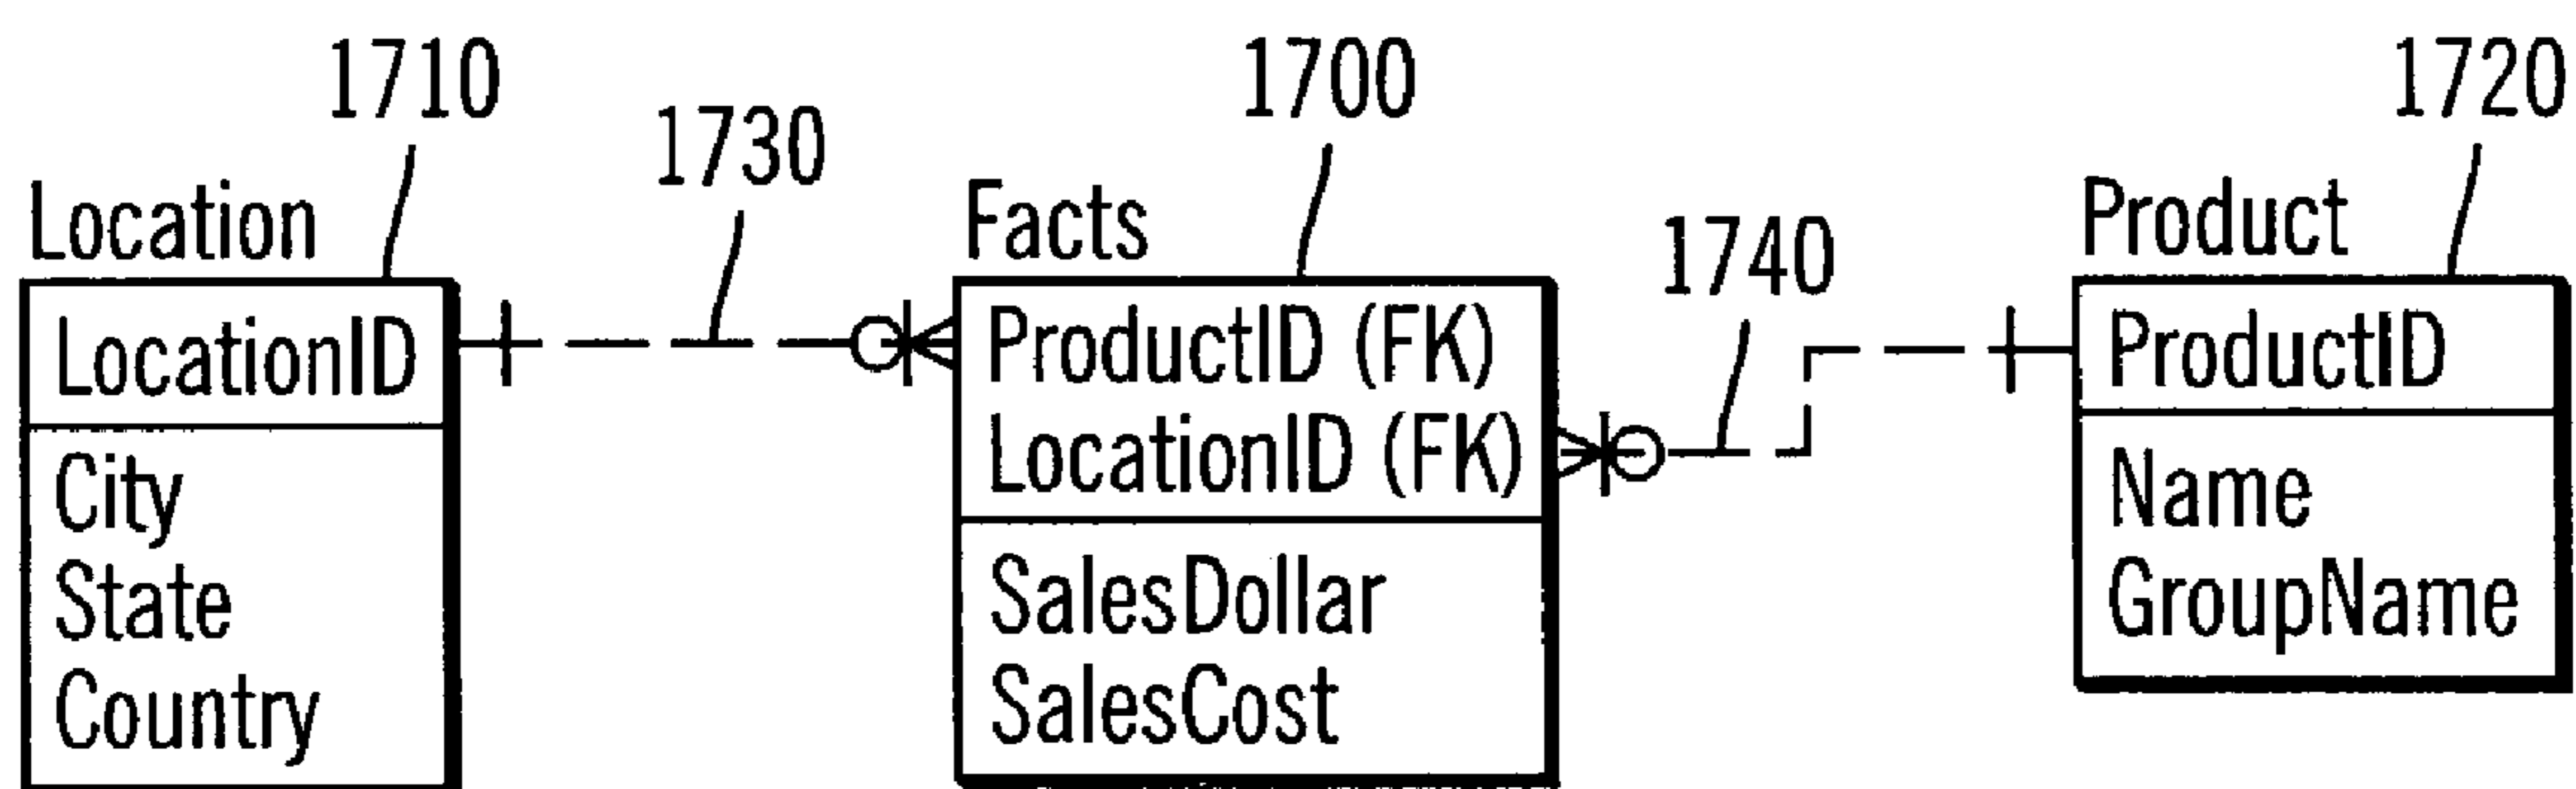 1710
1730
1700
1740
1720
Location
LocationID
City
State
Country
Facts
ProductID (FK)
LocationID (FK)
SalesDollar
SalesCost
Product
ProductID
Name
GroupName